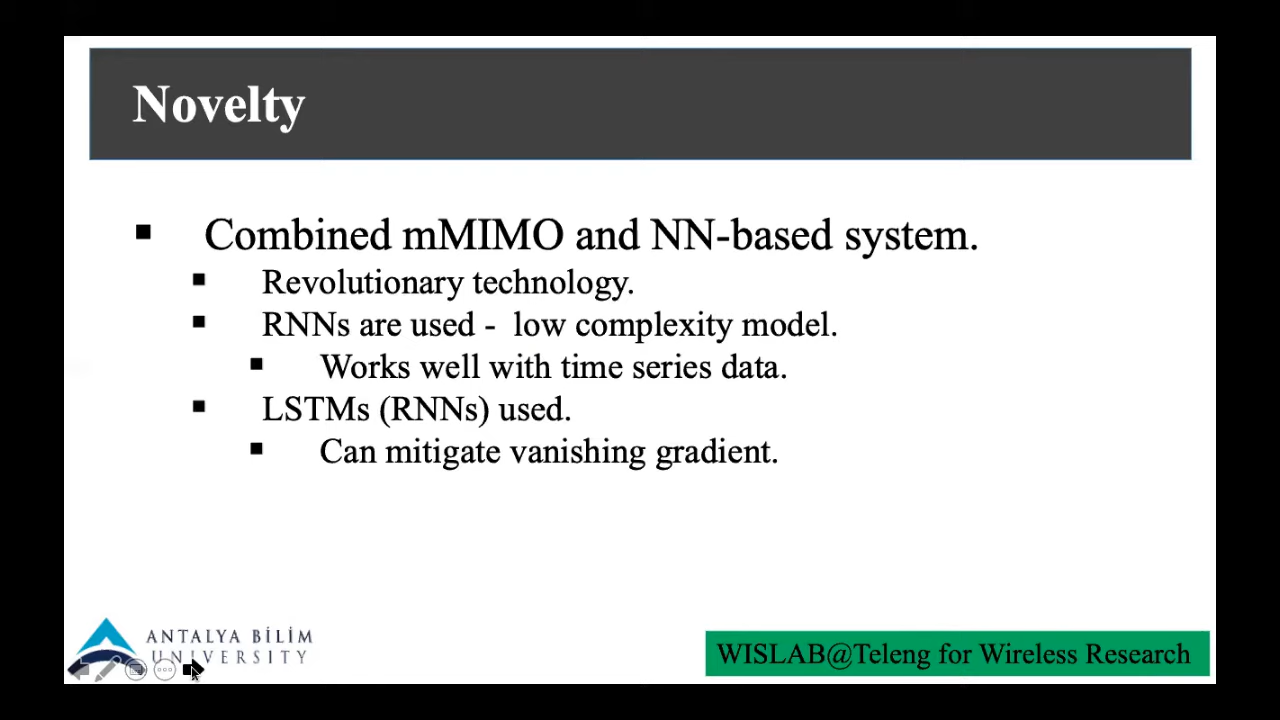 Novelty
Combined mMIMO and NN-based system.
Revolutionary technology.
RNNs are used - low complexity model.
Works well with time series data.
LSTMs (RNNs) used.
Can mitigate vanishing gradient.
ANTALYA BİLİM
UNIVERSITY
WISLAB@Teleng for Wireless Research